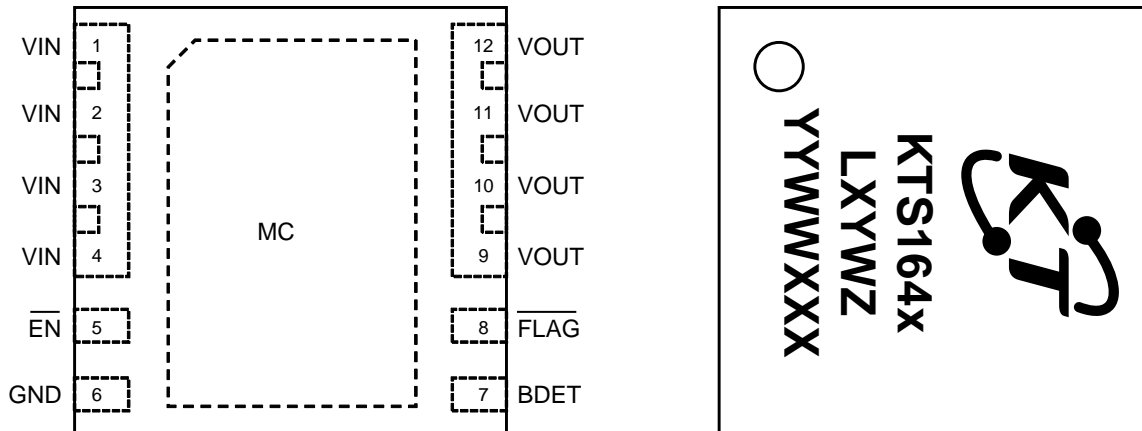 VIN 1 12 VOUT
VIN 2 11 VOUT
VIN 3 10 VOUT
MC
VIN 4 9 VOUT
EN 5 8 FLAG
GND 6 7 BDET
KT
KTS164x
LXYWZ
YYWWXXX